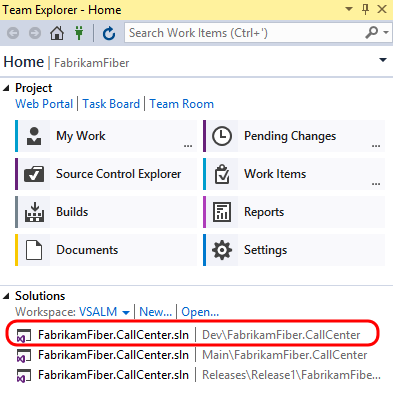 Team Explorer - Home
Search Work Items (Ctrl+')
Home | FabrikamFiber
Project
Web Portal | Task Board | Team Room
My Work ...
Pending Changes ...
Source Control Explorer
Work Items ...
Builds
Reports
Documents
Settings
Solutions
Workspace: VSALM | New... | Open...
FabrikamFiber.CallCenter.sln | Dev\FabrikamFiber.CallCenter
FabrikamFiber.CallCenter.sln | Main\FabrikamFiber.CallCenter
FabrikamFiber.CallCenter.sln | Releases\Release1\FabrikamFibe...